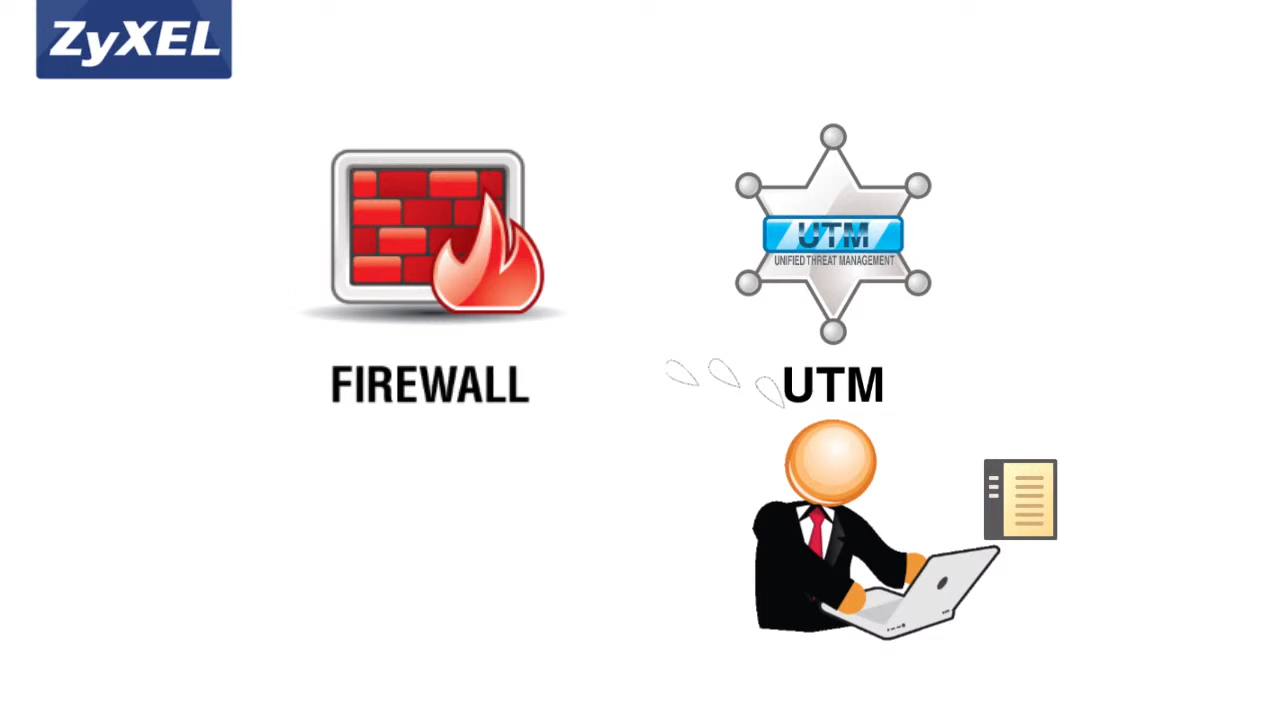 ZyXEL
UTM
UNIFIED THREAT MANAGEMENT
FIREWALL
UTM